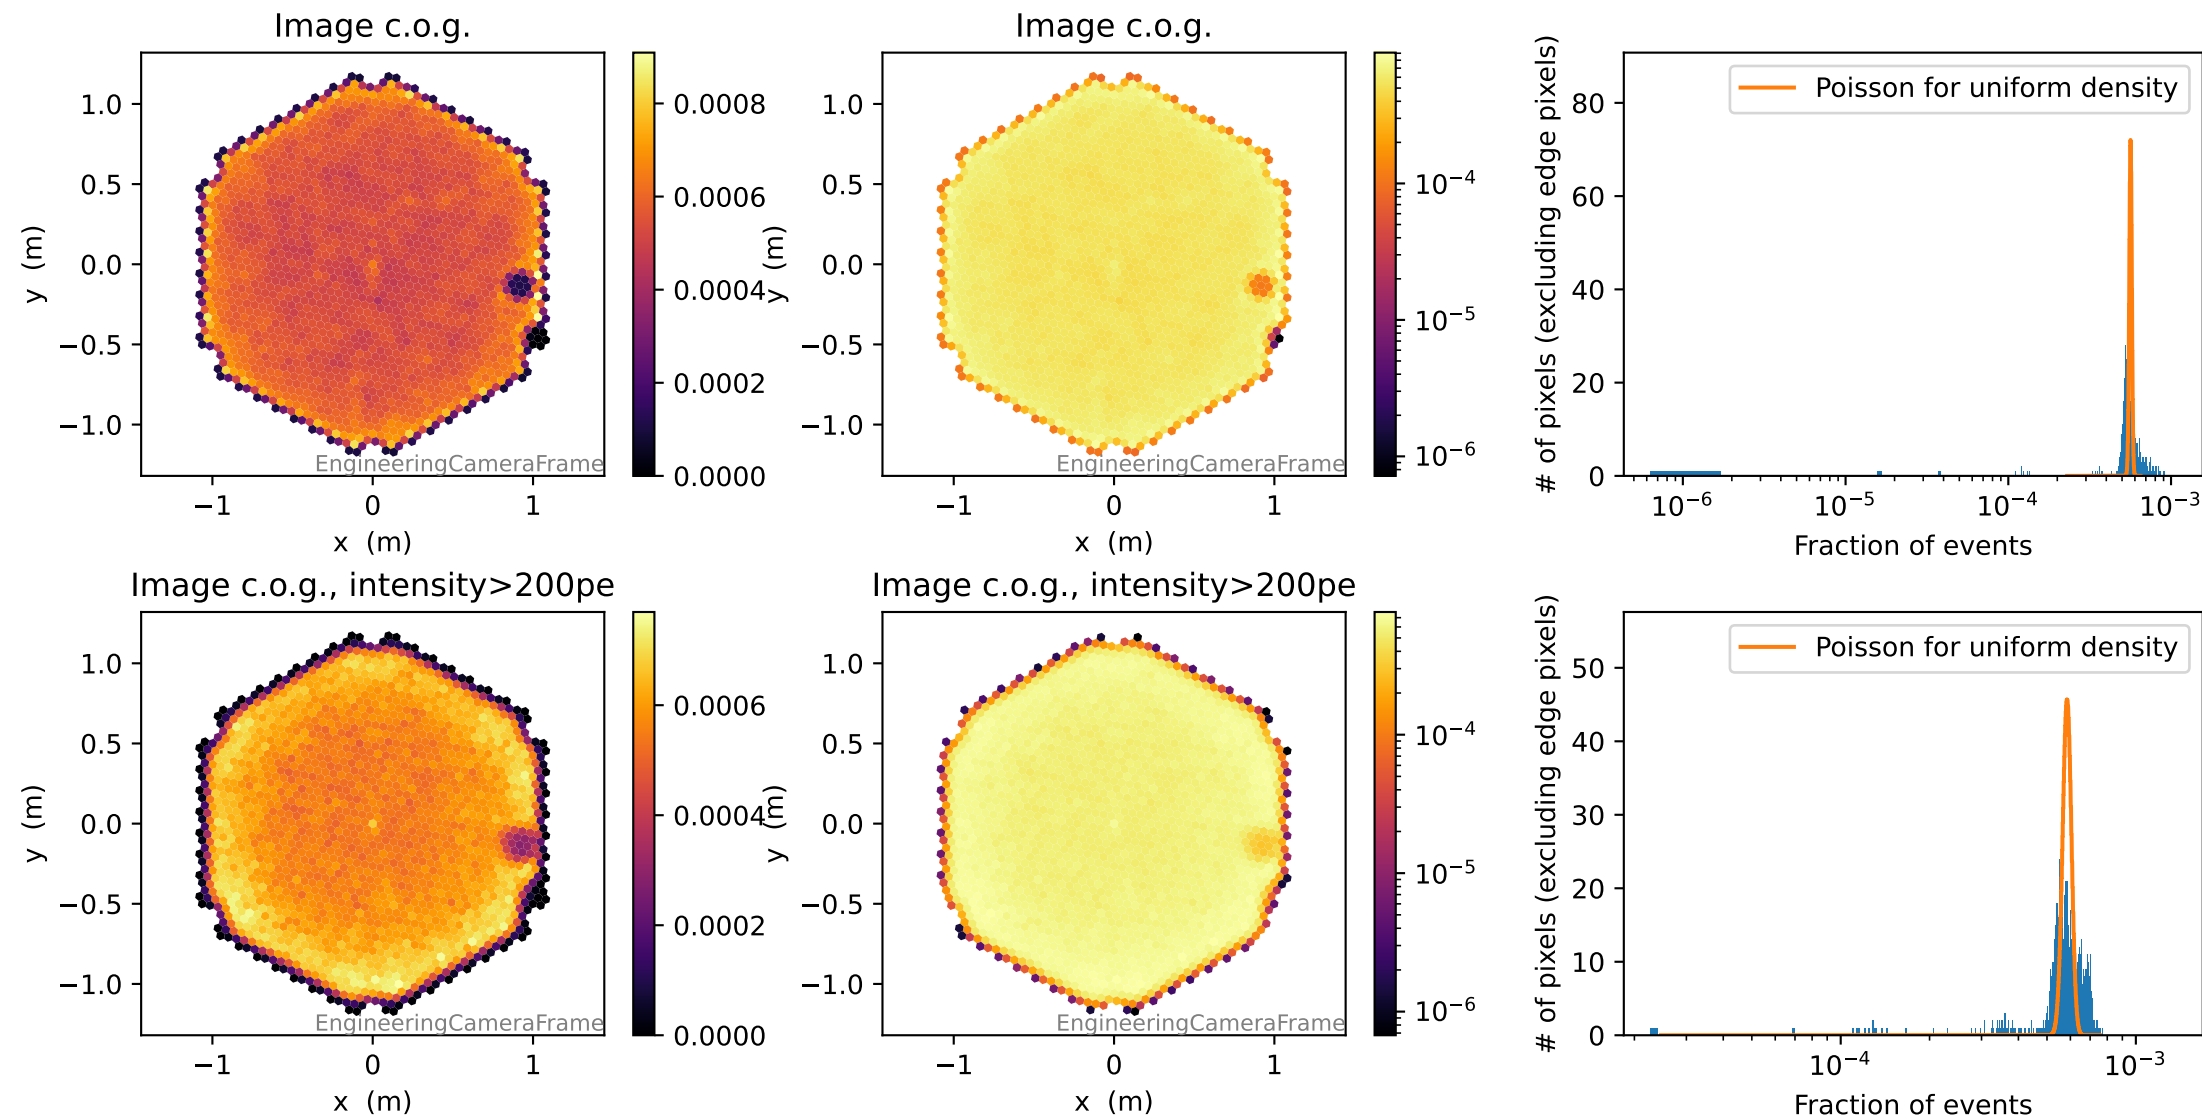 Image c.o.g.
1.0
0.5
0.0
−0.5
−1.0
y (m)
−1
0
1
x (m)
EngineeringCameraFrame
0.0008
0.0006
0.0004
0.0002
0.0000
Image c.o.g.
1.0
0.5
0.0
−0.5
−1.0
y (m)
−1
0
1
x (m)
EngineeringCameraFrame
10⁻⁴
10⁻⁵
10⁻⁶
Poisson for uniform density
# of pixels (excluding edge pixels)
80
60
40
20
0
10⁻⁶
10⁻⁵
10⁻⁴
10⁻³
Fraction of events
Image c.o.g., intensity>200pe
1.0
0.5
0.0
−0.5
−1.0
y (m)
−1
0
1
x (m)
EngineeringCameraFrame
0.0006
0.0004
0.0002
0.0000
Image c.o.g., intensity>200pe
1.0
0.5
0.0
−0.5
−1.0
y (m)
−1
0
1
x (m)
EngineeringCameraFrame
10⁻⁴
10⁻⁵
10⁻⁶
Poisson for uniform density
# of pixels (excluding edge pixels)
50
40
30
20
10
0
10⁻⁴
10⁻³
Fraction of events